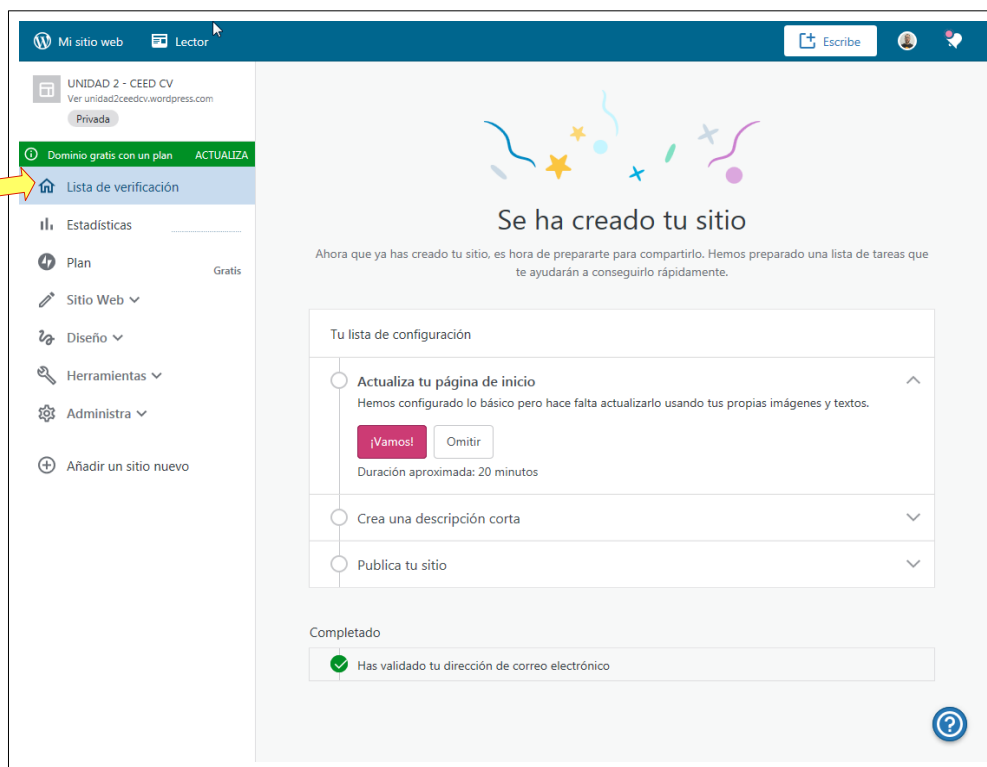 Mi sitio web
Lector
Escribe
UNIDAD 2 - CEED CV
Ver unidad2ceedcv.wordpress.com
Privada
Dominio gratis con un plan ACTUALIZA
Lista de verificación
Estadísticas
Plan
Gratis
Sitio Web
Diseño
Herramientas
Administra
Añadir un sitio nuevo
Se ha creado tu sitio
Ahora que ya has creado tu sitio, es hora de prepararte para compartirlo. Hemos preparado una lista de tareas que
te ayudarán a conseguirlo rápidamente.
Tu lista de configuración
Actualiza tu página de inicio
Hemos configurado lo básico pero hace falta actualizarlo usando tus propias imágenes y textos.
¡Vamos!
Omitir
Duración aproximada: 20 minutos
Crea una descripción corta
Publica tu sitio
Completado
Has validado tu dirección de correo electrónico